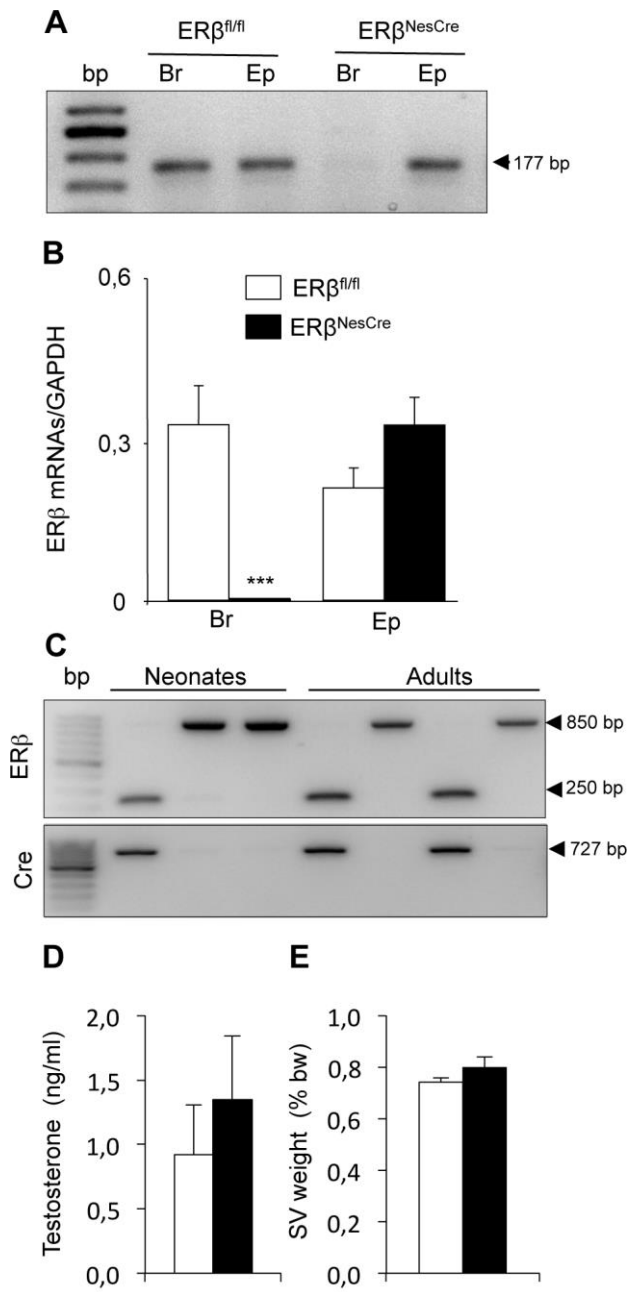 A
ERβfl/fl ERβNesCre
bp Br Ep Br Ep
177 bp
B
0,6
ERβfl/fl
ERβNesCre
ERβ mRNAs/GAPDH
0,3
***
0
Br Ep
C
bp Neonates Adults
ERβ
850 bp
250 bp
Cre
727 bp
D
Testosterone (ng/ml)
2,0
1,5
1,0
0,5
0,0
E
SV weight (% bw)
1,0
0,8
0,6
0,4
0,2
0,0